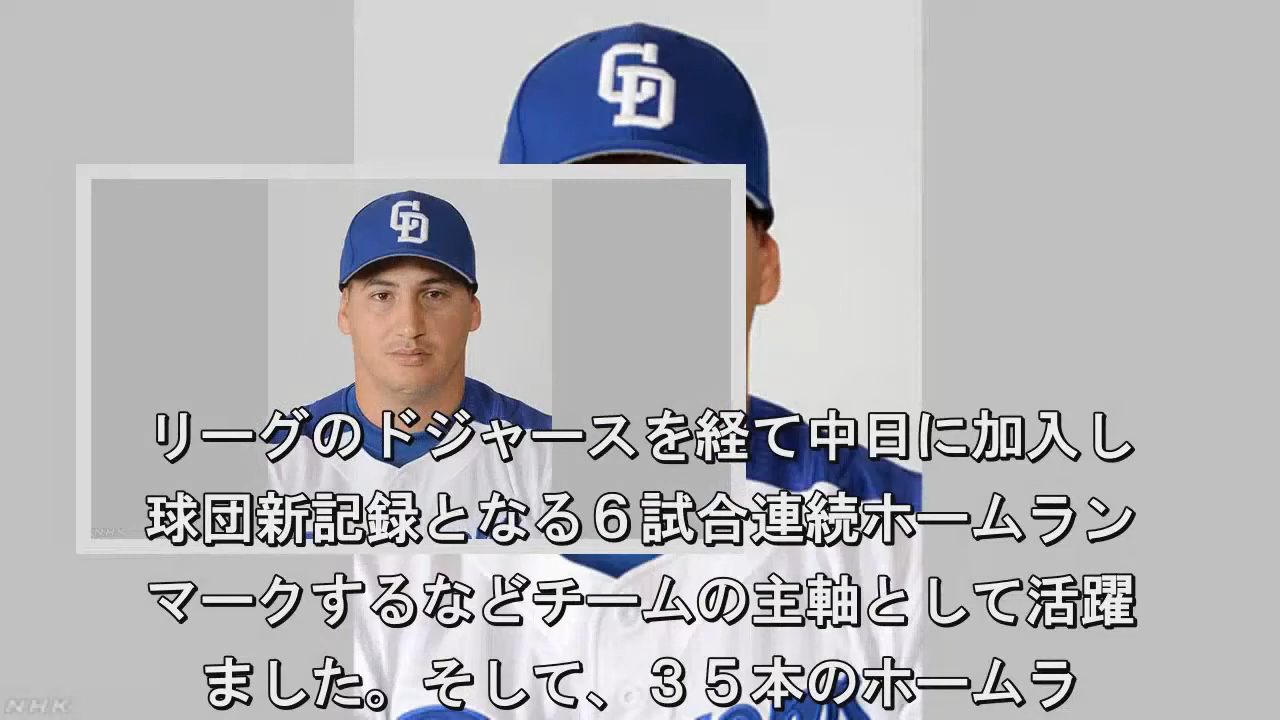 CD
CD
リーグのドジャースを経て中日に加入し
球団新記録となる６試合連続ホームラン
マークするなどチームの主軸として活躍
ました。そして、３５本のホームラ
NHK
NHK